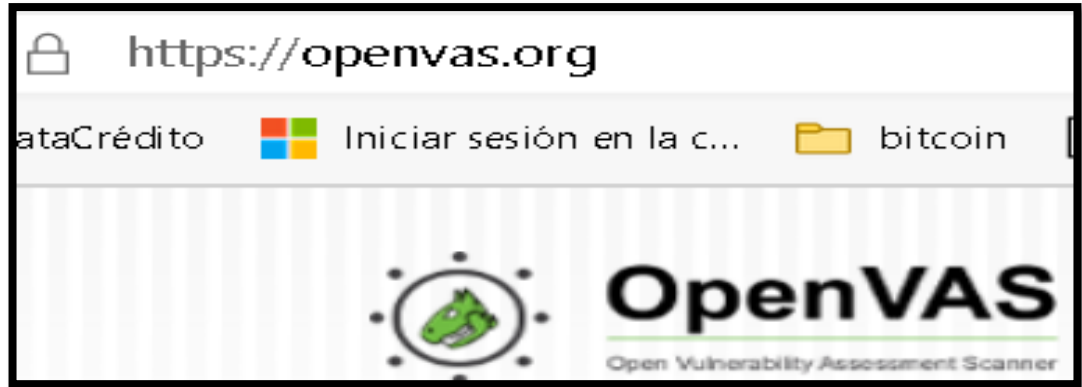 https://openvas.org
ataCrédito Iniciar sesión en la c... bitcoin
OpenVAS
Open Vulnerability Assessment Scanner